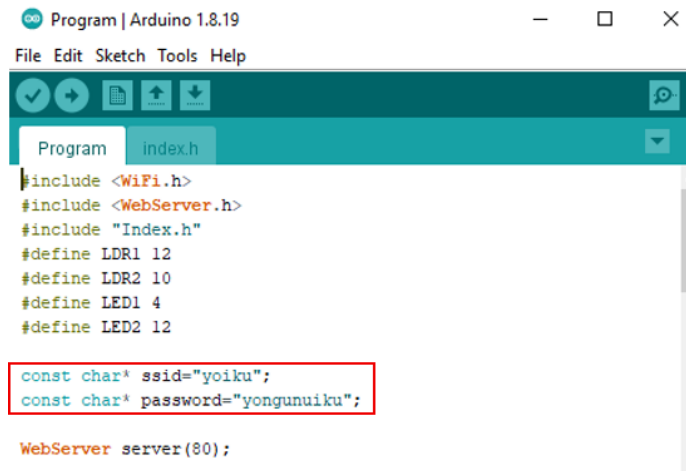 Program | Arduino 1.8.19
File Edit Sketch Tools Help
Program index.h
#include <WiFi.h>
#include <WebServer.h>
#include "Index.h"
#define LDR1 12
#define LDR2 10
#define LED1 4
#define LED2 12
const char* ssid="yoiku";
const char* password="yongunuiku";
WebServer server(80);